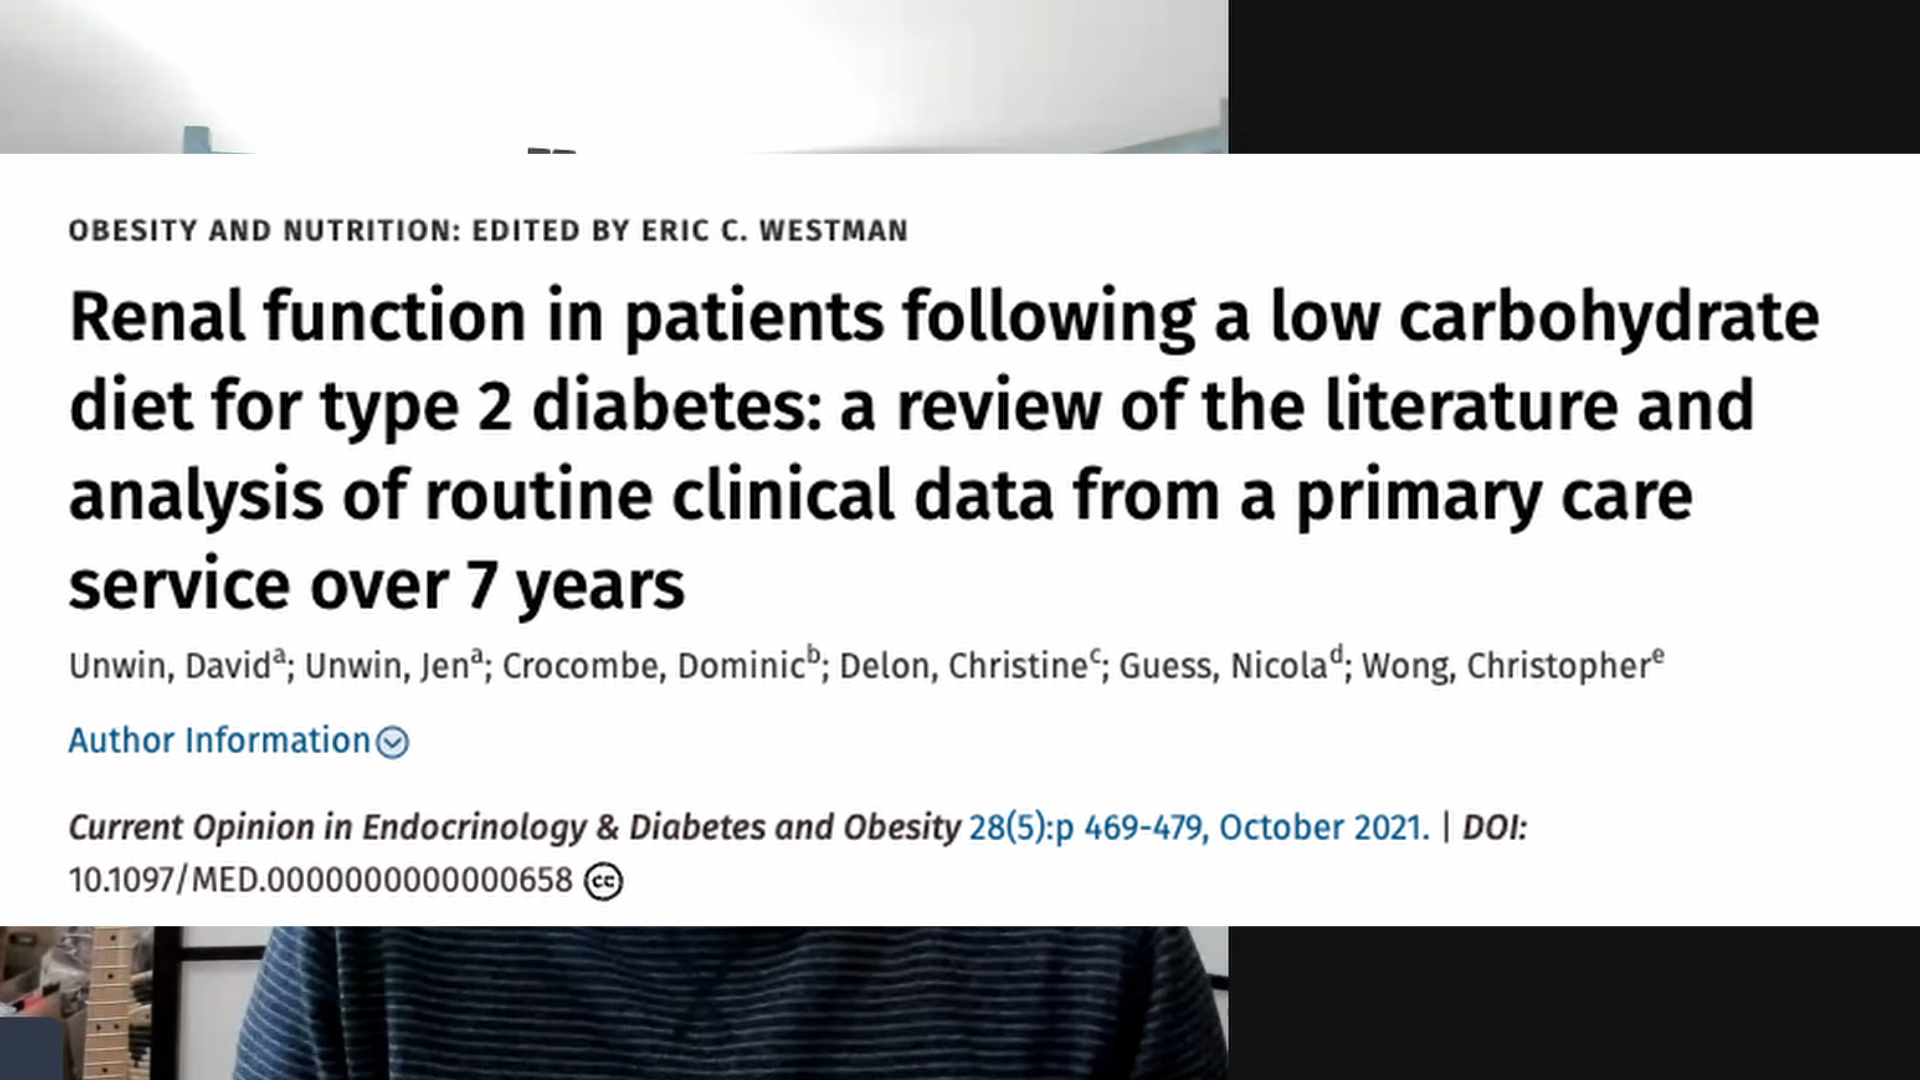 OBESITY AND NUTRITION: EDITED BY ERIC C. WESTMAN
Renal function in patients following a low carbohydrate
diet for type 2 diabetes: a review of the literature and
analysis of routine clinical data from a primary care
service over 7 years
Unwin, Davidᵃ; Unwin, Jenᵃ; Crocombe, Dominicᵇ; Delon, Christineᶜ; Guess, Nicolaᵈ; Wong, Christopherᵉ
Author Information
Current Opinion in Endocrinology & Diabetes and Obesity 28(5):p 469-479, October 2021. | DOI:
10.1097/MED.0000000000000658 cc